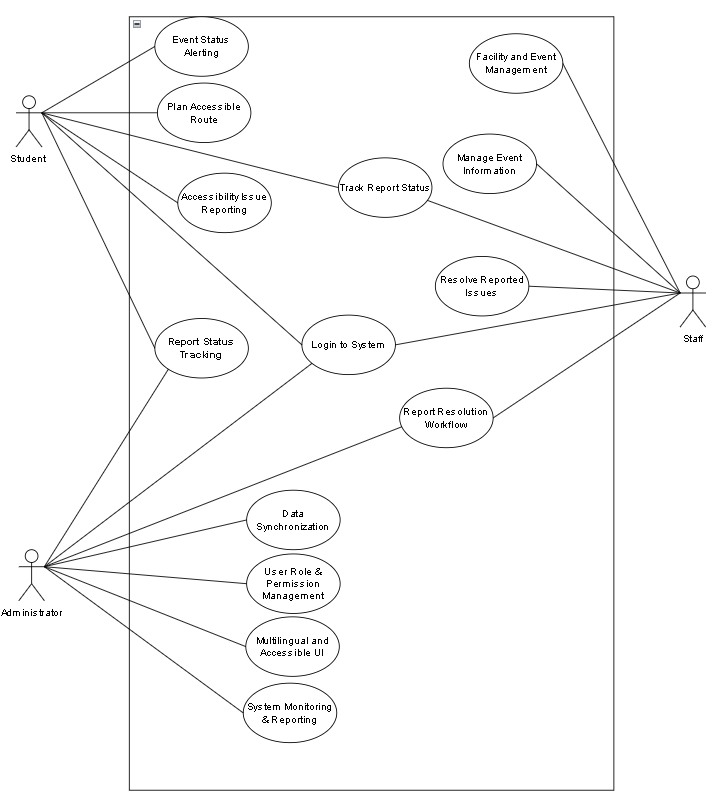 Event Status
Alerting
Facility and Event
Management
Plan Accessible
Route
Student
Manage Event
Information
Track Report Status
Accessibility Issue
Reporting
Resolve Reported
Issues
Staff
Report Status
Tracking
Login to System
Report Resolution
Workflow
Data
Synchronization
User Role &
Permission
Management
Administrator
Multilingual and
Accessible UI
System Monitoring
& Reporting